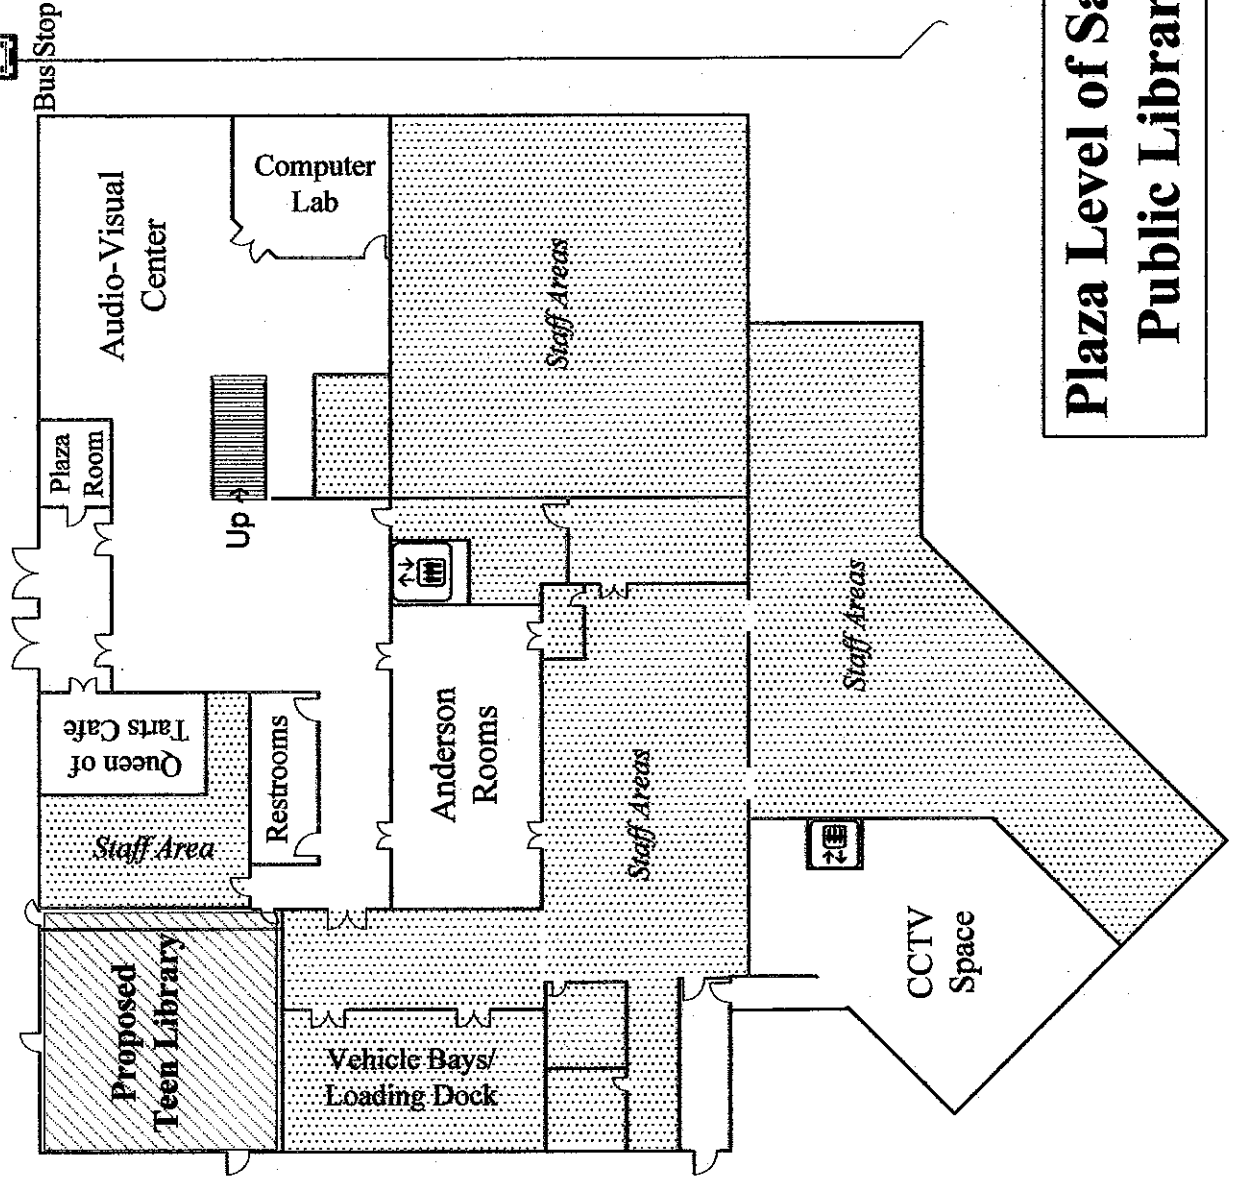 Bus Stop
Audio-Visual
Center
Computer
Lab
Staff Areas
Plaza
Room
Up
Queen of
Tarts Cafe
Staff Area
Restrooms
Anderson
Rooms
Staff Areas
Staff Areas
Proposed
Teen Library
Vehicle Bays/
Loading Dock
CCTV
Space
Plaza Level of Sa
Public Librar